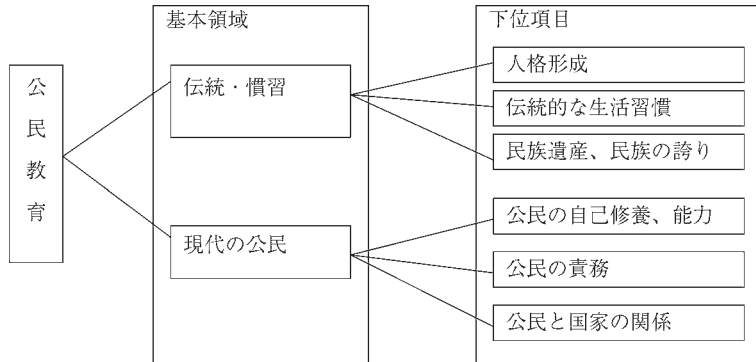 公民教育
基本領域
伝統・慣習
現代の公民
下位項目
人格形成
伝統的な生活習慣
民族遺産、民族の誇り
公民の自己修養、能力
公民の責務
公民と国家の関係